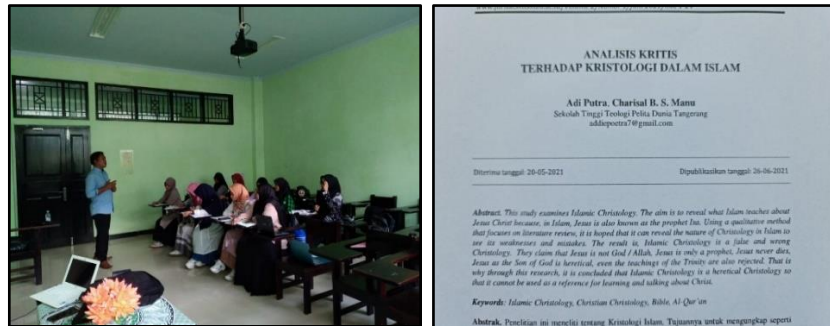 ANALISIS KRITIS
TERHADAP KRISTOLOGI DALAM ISLAM
Adi Putra, Charisal B. S. Manu
Sekolah Tinggi Teologi Pelita Dunia Tangerang
addiepoetra7@gmail.com
Diterima tanggal: 20-05-2021 Dipublikasikan tanggal: 26-06-2021
Abstract. This study examines Islamic Christology. The aim is to reveal what Islam teaches about
Jesus Christ because, in Islam, Jesus is also known as the prophet Isa. Using a qualitative method
that focuses on literature review, it is hoped that it can reveal the nature of Christology in Islam to
see its weaknesses and mistakes. The result is, Islamic Christology is a false and wrong
Christology. They claim that Jesus is not God / Allah, Jesus is only a prophet, Jesus never dies,
Jesus as the Son of God is heretical, even the teachings of the Trinity are also rejected. That is
why through this research, it is concluded that Islamic Christology is a heretical Christology so
that it cannot be used as a reference for learning and talking about Christ.
Keywords: Islamic Christology, Christian Christology, Bible, Al-Qur'an
Abstrak. Penelitian ini meneliti tentang Kristologi Islam. Tujuannya untuk mengungkap seperti